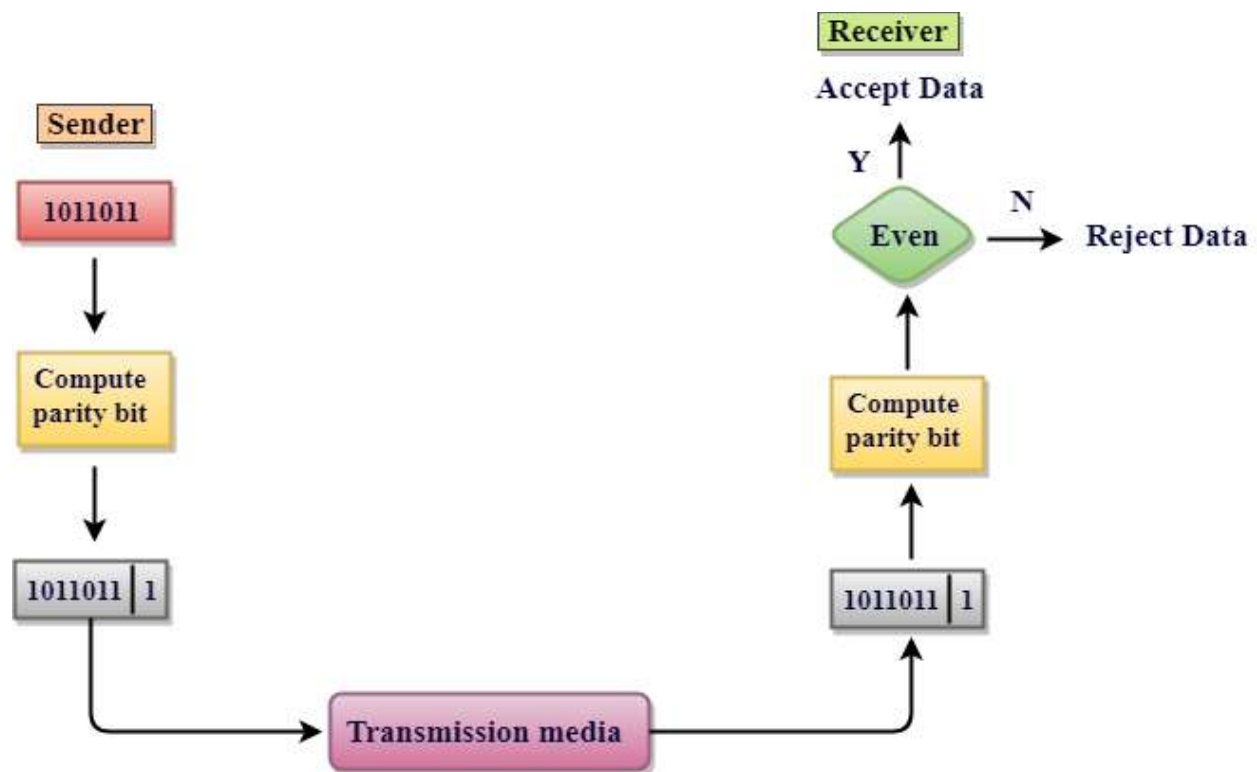 Sender
1011011
Compute
parity bit
1011011 | 1
Transmission media
Receiver
Accept Data
Y
N
Even
Reject Data
Compute
parity bit
1011011 | 1